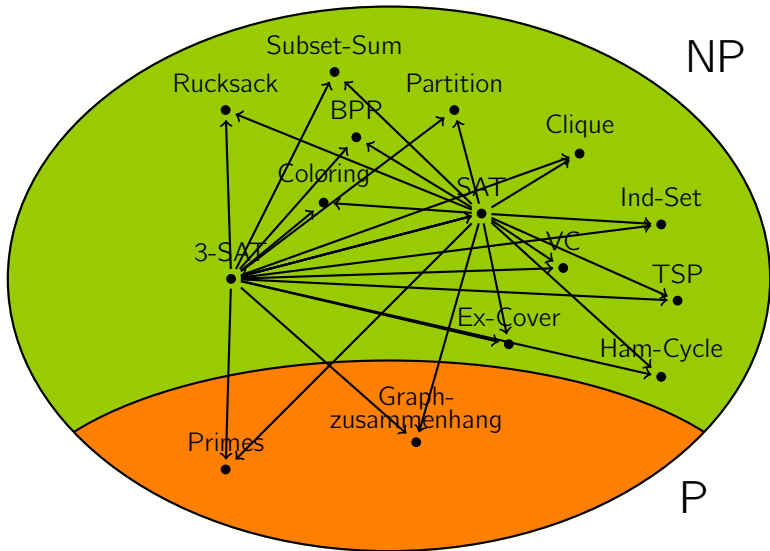 NP
Subset-Sum
Rucksack
Partition
BPP
Clique
Coloring
SAT
Ind-Set
3-SAT
VC
TSP
Ex-Cover
Ham-Cycle
Graph-
zusammenhang
Primes
P